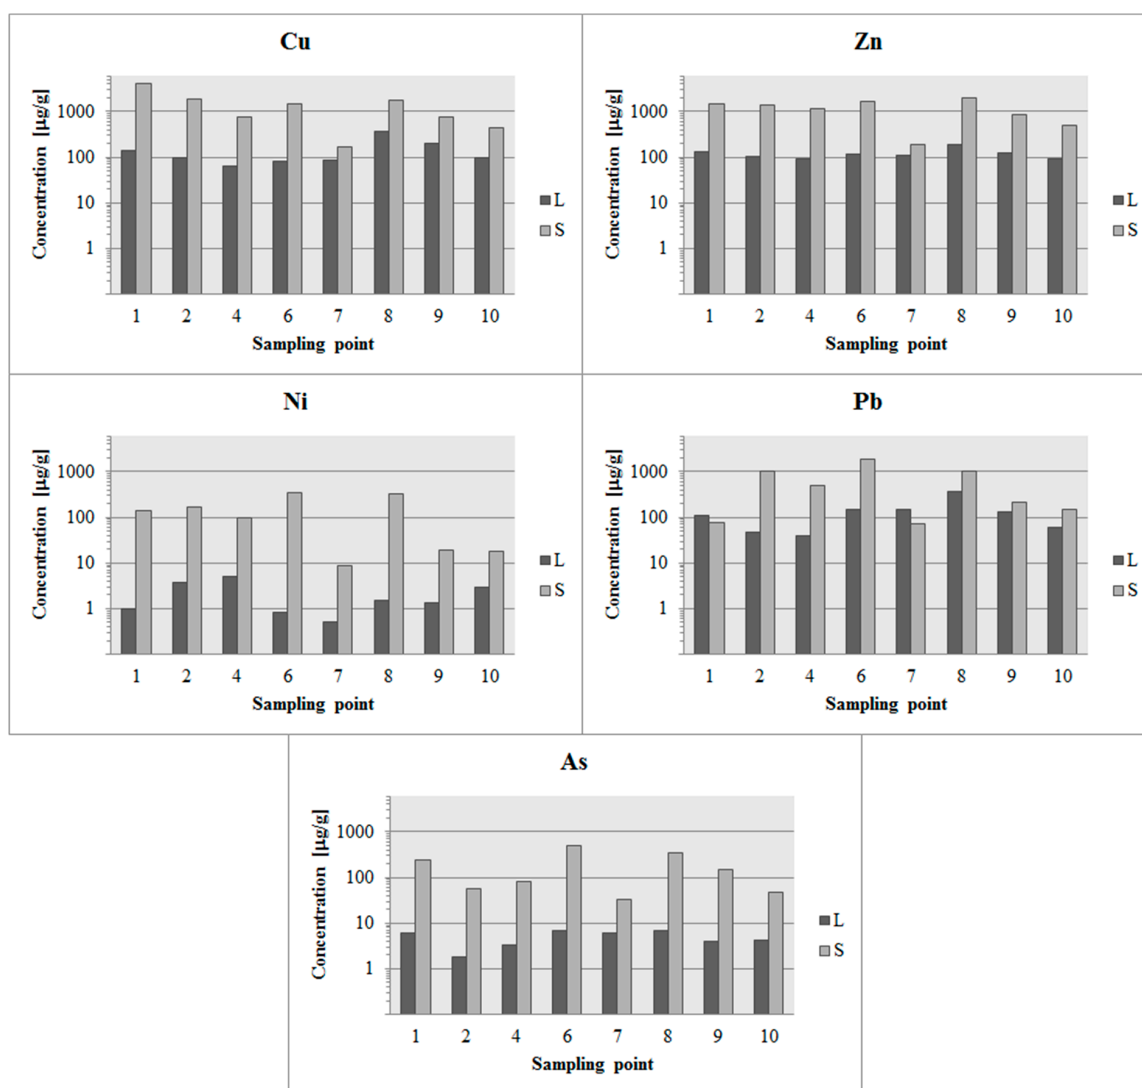 Cu
Concentration [µg/g]
1000
100
10
1
1 2 4 6 7 8 9 10
Sampling point
L
S
Zn
Concentration [µg/g]
1000
100
10
1
1 2 4 6 7 8 9 10
Sampling point
L
S
Ni
Concentration [µg/g]
1000
100
10
1
1 2 4 6 7 8 9 10
Sampling point
L
S
Pb
Concentration [µg/g]
1000
100
10
1
1 2 4 6 7 8 9 10
Sampling point
L
S
As
Concentration [µg/g]
1000
100
10
1
1 2 4 6 7 8 9 10
Sampling point
L
S